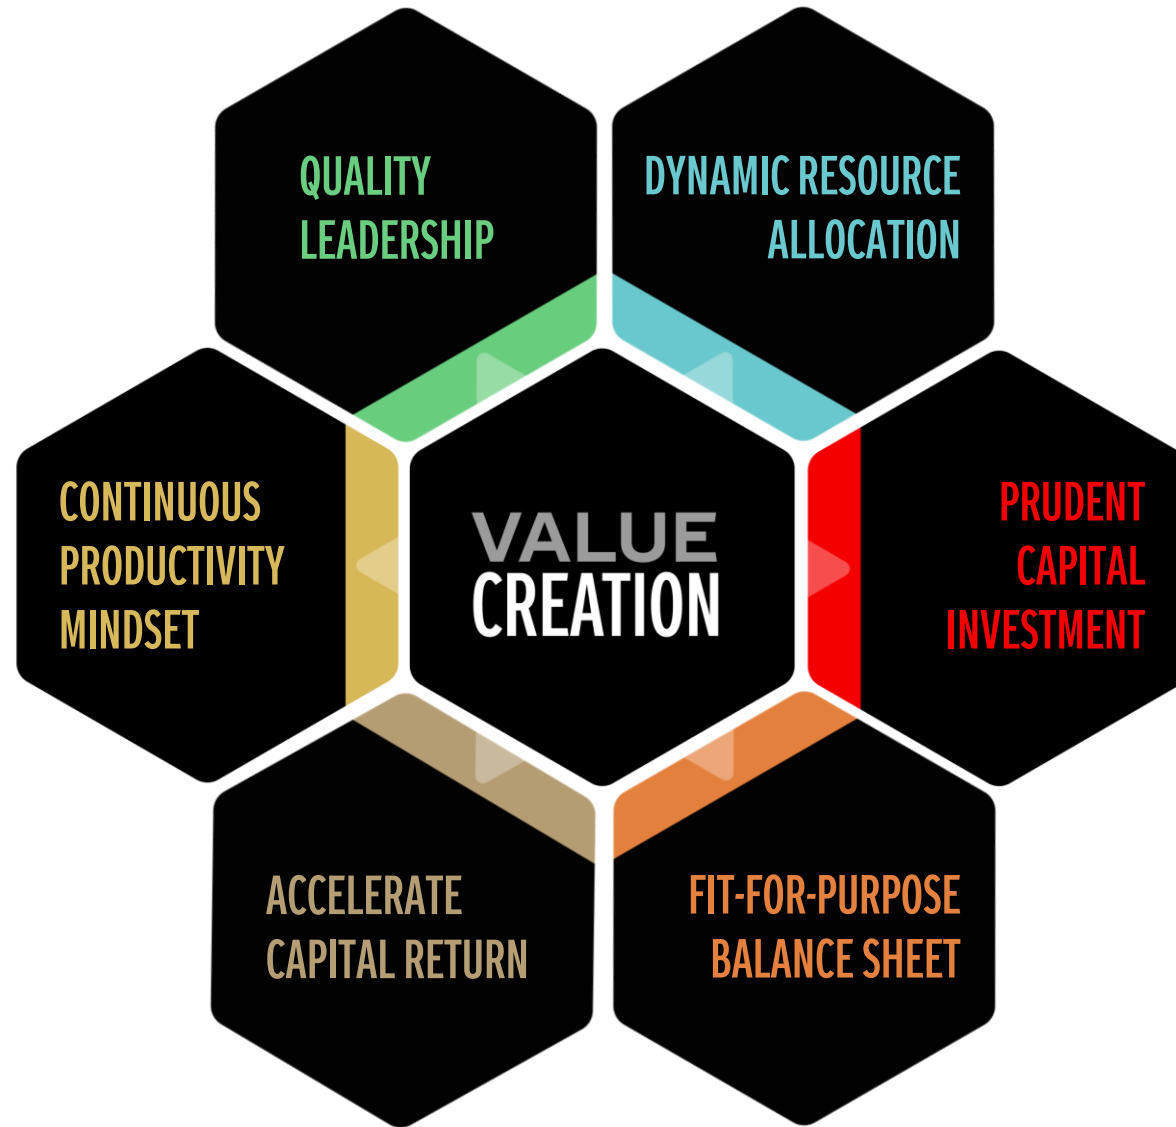 QUALITY
LEADERSHIP
DYNAMIC RESOURCE
ALLOCATION
CONTINUOUS
PRODUCTIVITY
MINDSET
VALUE
CREATION
PRUDENT
CAPITAL
INVESTMENT
ACCELERATE
CAPITAL RETURN
FIT-FOR-PURPOSE
BALANCE SHEET